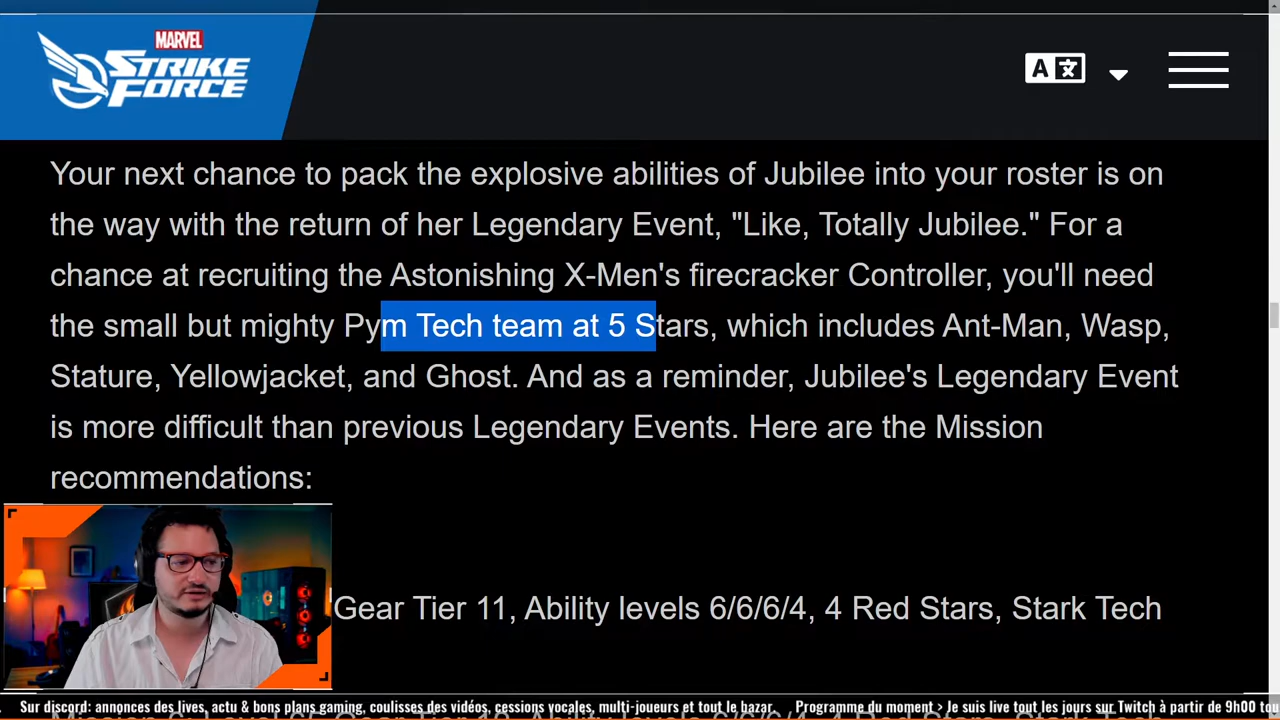 MARVEL
STRIKE
FORCE
A文
Your next chance to pack the explosive abilities of Jubilee into your roster is on
the way with the return of her Legendary Event, "Like, Totally Jubilee." For a
chance at recruiting the Astonishing X-Men's firecracker Controller, you'll need
the small but mighty Pym Tech team at 5 Stars, which includes Ant-Man, Wasp,
Stature, Yellowjacket, and Ghost. And as a reminder, Jubilee's Legendary Event
is more difficult than previous Legendary Events. Here are the Mission
recommendations:
Gear Tier 11, Ability levels 6/6/6/4, 4 Red Stars, Stark Tech
Sur discord: annonces des lives, actu & bons plans gaming, coulisses des vidéos, cessions vocales, multi-joueurs et tout le bazar. Programme du moment > Je suis live tout les jours sur Twitch à partir de 9h00 tou